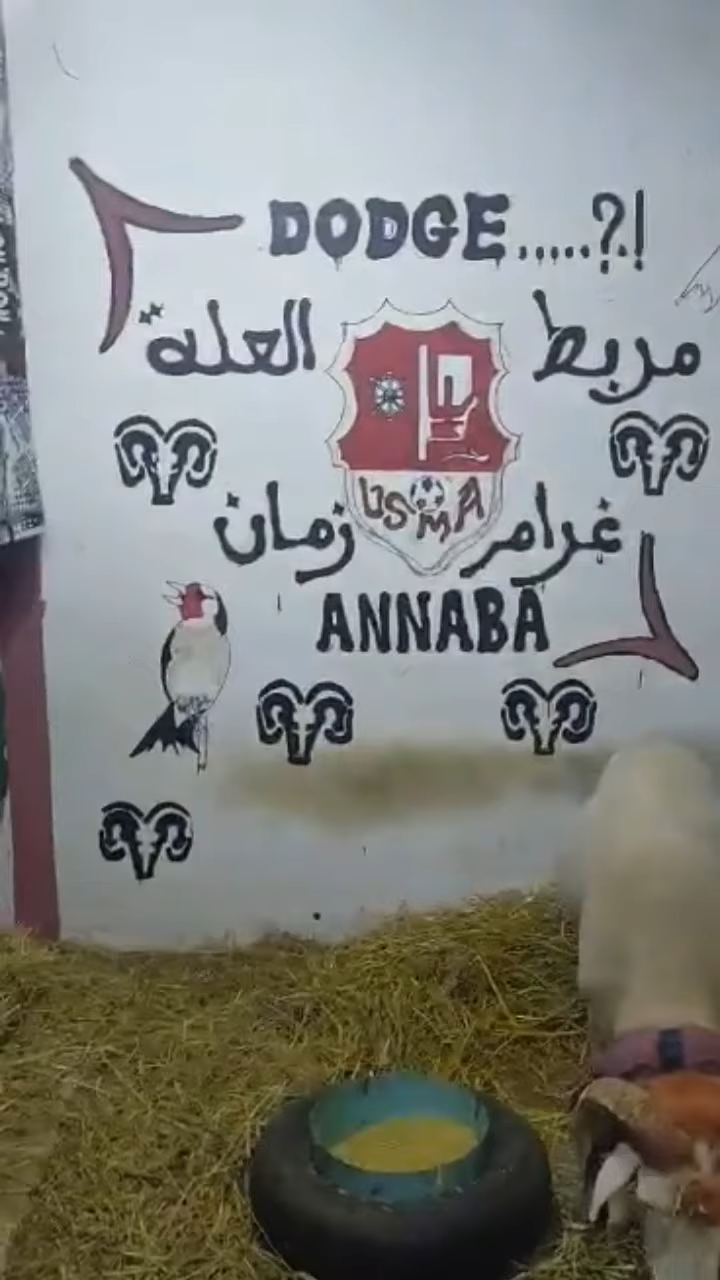 DODGE.....?!
مربط العلة
USMA
غرام زمان
ANNABA